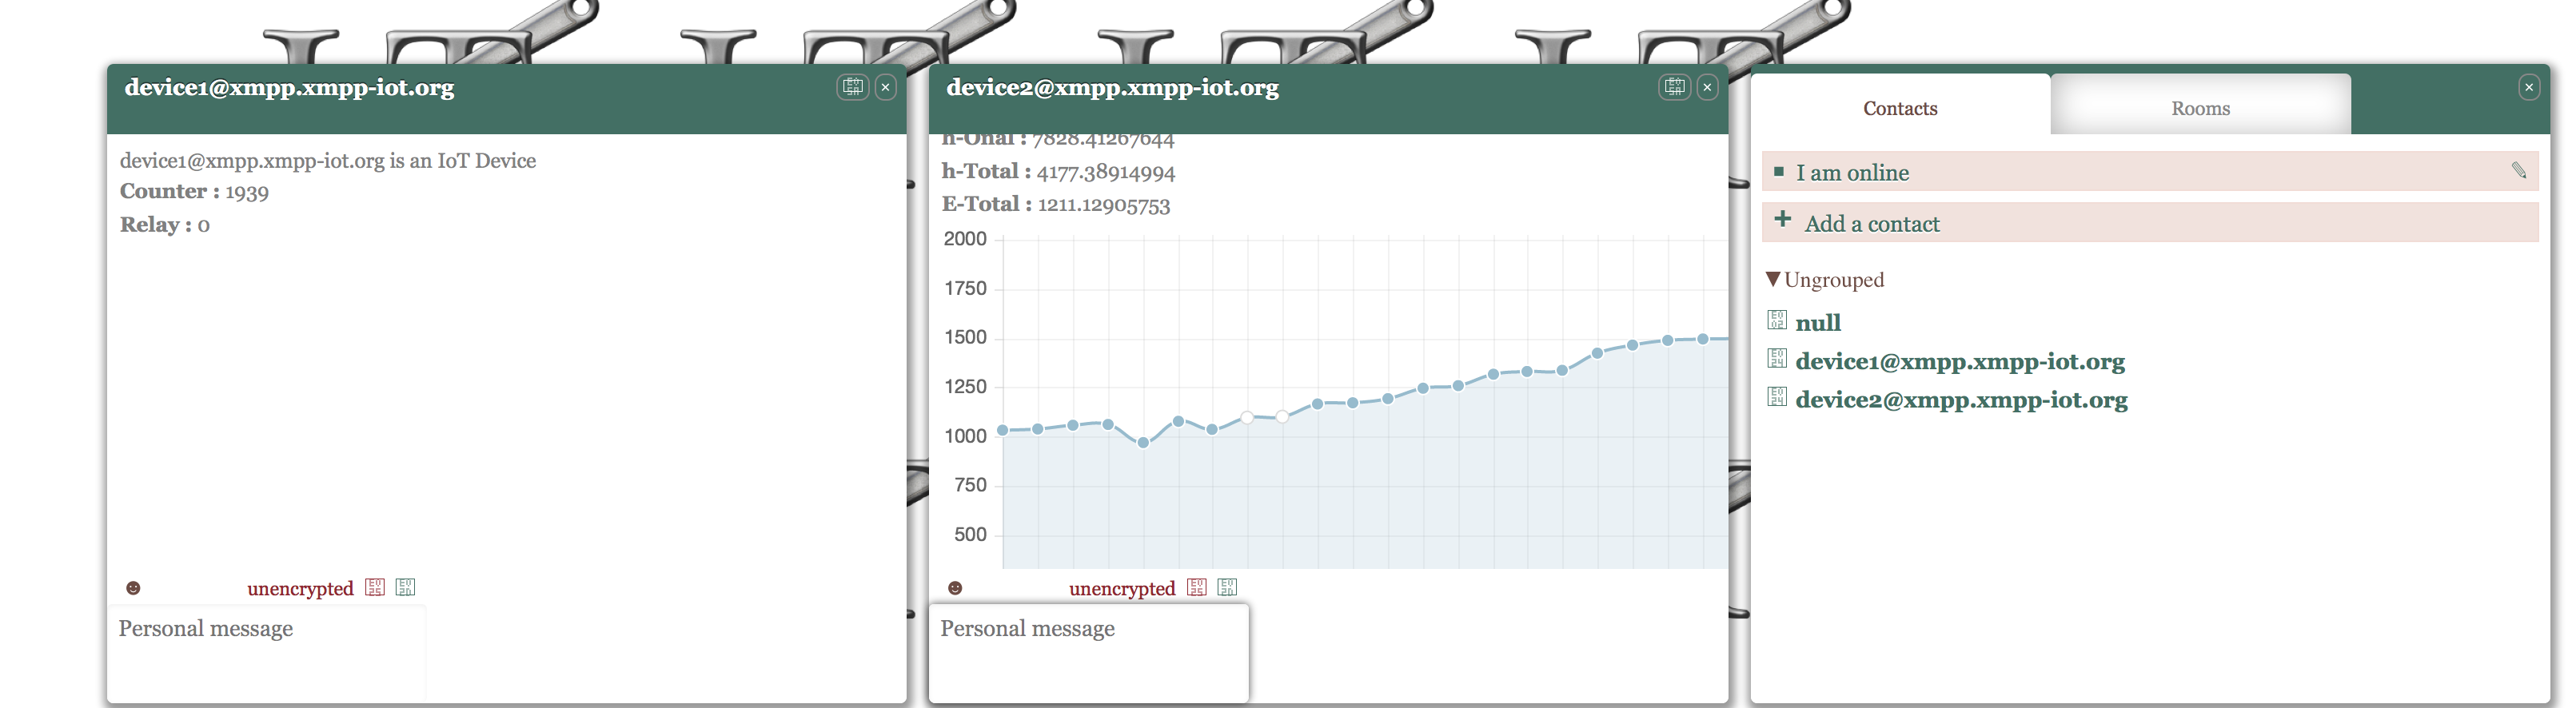 device1@xmpp.xmpp-iot.org
device1@xmpp.xmpp-iot.org is an IoT Device
Counter : 1939
Relay : 0
unencrypted
Personal message
device2@xmpp.xmpp-iot.org
7828.41267644
h-Total : 4177.38914994
E-Total : 1211.12905753
2000
1750
1500
1250
1000
750
500
unencrypted
Personal message
Contacts
Rooms
I am online
Add a contact
Ungrouped
null
device1@xmpp.xmpp-iot.org
device2@xmpp.xmpp-iot.org